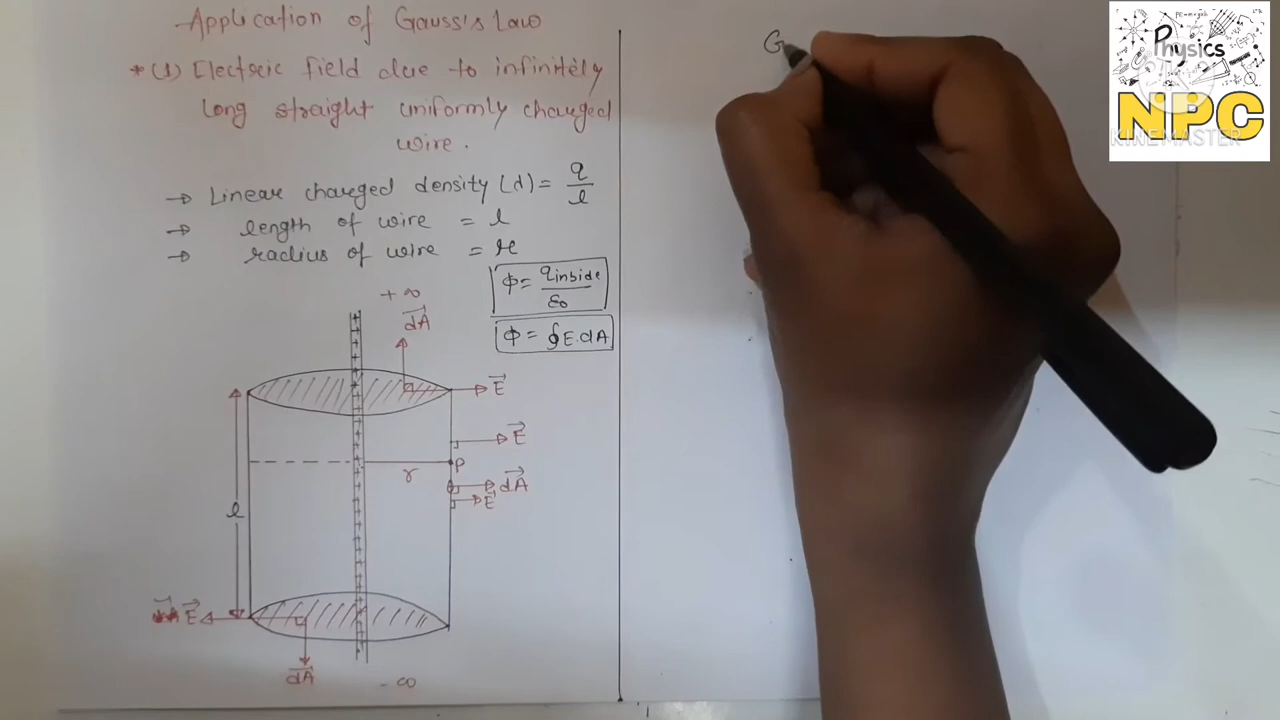 Application of Gauss's Law
* (1) Electric field due to infinitely
long straight uniformly charged
wire.
→ Linear charged density (d) = q/l
→ length of wire = l
→ radius of wire = r
ϕ = q inside / ε₀
ϕ = ∮E.dA
+ ∞
dA
E
E
P
r
dA
E
l
E
dA
- ∞
G
Physics
NPC
KINEMASTER